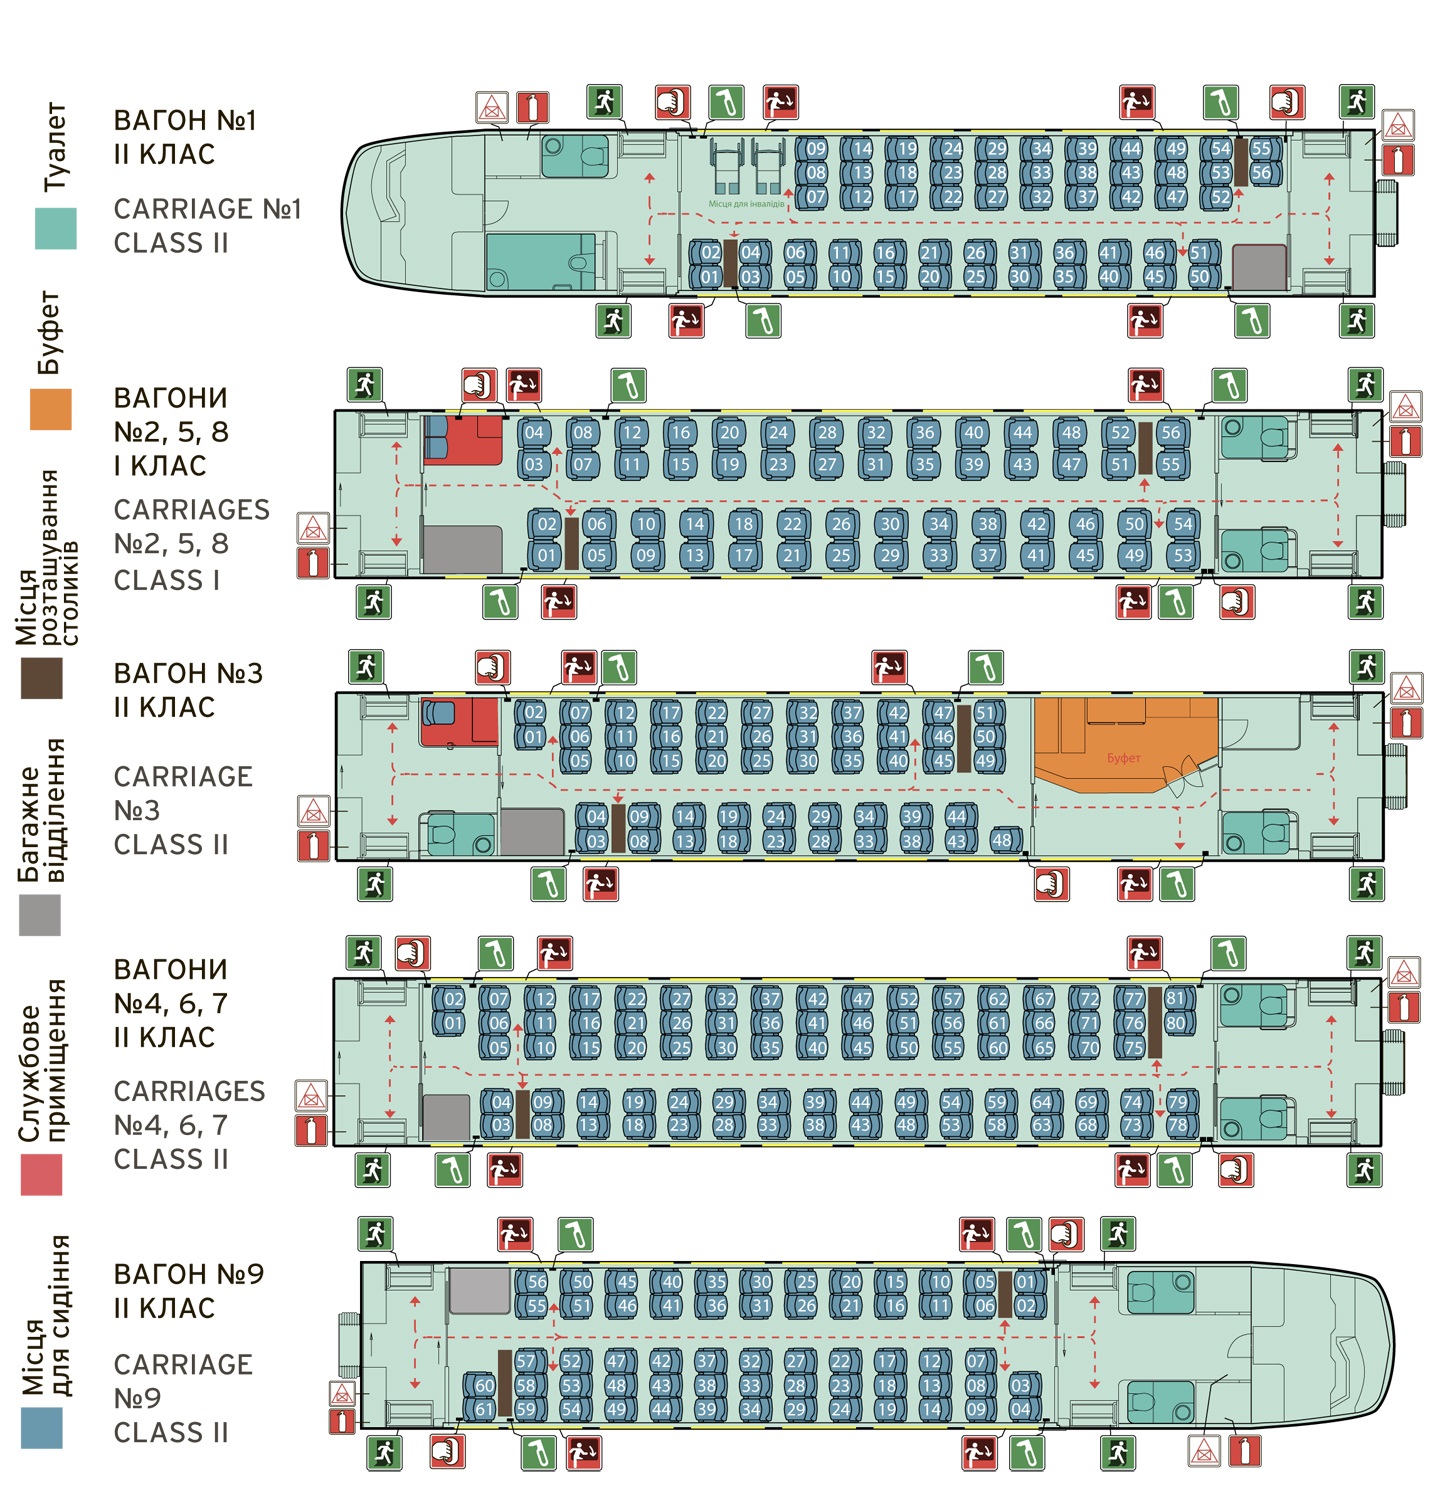 Туалет
Буфет
Місця
розташування
столиків
Багажне
відділення
Службове
приміщення
Місця
для сидіння
ВАГОН №1
ІІ КЛАС
CARRIAGE №1
CLASS II
Місця для інвалідів
09 14 19 24 29 34 39 44 49 54 55
08 13 18 23 28 33 38 43 48 53 56
07 12 17 22 27 32 37 42 47 52
02 04 06 11 16 21 26 31 36 41 46 51
01 03 05 10 15 20 25 30 35 40 45 50
ВАГОНИ
№2, 5, 8
І КЛАС
CARRIAGES
№2, 5, 8
CLASS I
04 08 12 16 20 24 28 32 36 40 44 48 52 56
03 07 11 15 19 23 27 31 35 39 43 47 51 55
02 06 10 14 18 22 26 30 34 38 42 46 50 54
01 05 09 13 17 21 25 29 33 37 41 45 49 53
ВАГОН №3
ІІ КЛАС
CARRIAGE
№3
CLASS II
02 07 12 17 22 27 32 37 42 47 51
01 06 11 16 21 26 31 36 41 46 50
05 10 15 20 25 30 35 40 45 49
Буфет
04 09 14 19 24 29 34 39 44
03 08 13 18 23 28 33 38 43 48
ВАГОНИ
№4, 6, 7
ІІ КЛАС
CARRIAGES
№4, 6, 7
CLASS II
02 07 12 17 22 27 32 37 42 47 52 57 62 67 72 77 81
01 06 11 16 21 26 31 36 41 46 51 56 61 66 71 76 80
05 10 15 20 25 30 35 40 45 50 55 60 65 70 75
04 09 14 19 24 29 34 39 44 49 54 59 64 69 74 79
03 08 13 18 23 28 33 38 43 48 53 58 63 68 73 78
ВАГОН №9
ІІ КЛАС
CARRIAGE
№9
CLASS II
56 50 45 40 35 30 25 20 15 10 05 01
55 51 46 41 36 31 26 21 16 11 06 02
57 52 47 42 37 32 27 22 17 12 07
60 58 53 48 43 38 33 28 23 18 13 08 03
61 59 54 49 44 39 34 29 24 19 14 09 04